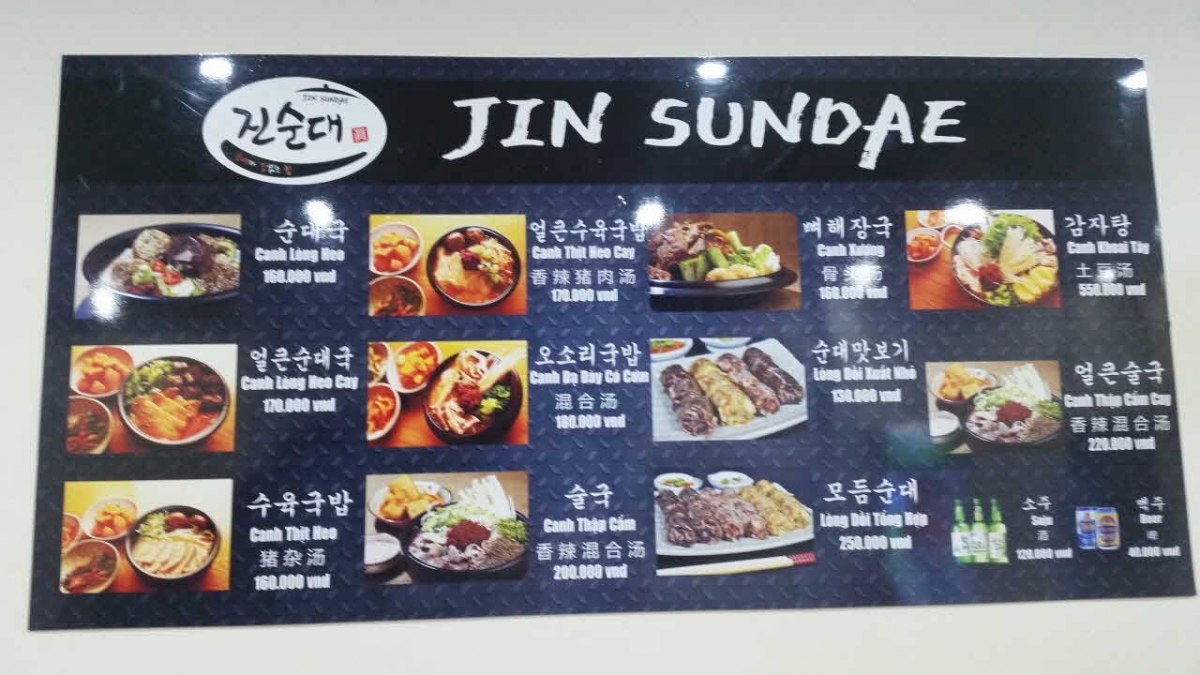 JIN SUNDAE
진순대
JIN SUNDAE
순대국
Canh Lòng Heo
160.000 vnd
얼큰수육국밥
Canh Thịt Heo Cay
香辣猪肉汤
170.000 vnd
뼈해장국
Canh Xương
骨头汤
160.000 vnd
감자탕
Canh Khoai Tây
土豆汤
550.000 vnd
얼큰순대국
Canh Lòng Heo Cay
170.000 vnd
오소리국밥
Canh Dạ Dày Có Cơm
混合汤
180.000 vnd
순대맛보기
Lòng Dồi Xuất Nhỏ
130.000 vnd
얼큰술국
Canh Thập Cẩm Cay
香辣混合汤
220.000 vnd
수육국밥
Canh Thịt Heo
猪杂汤
160.000 vnd
술국
Canh Thập Cẩm
香辣混合汤
200.000 vnd
모듬순대
Lòng Dồi Tổng Hợp
250.000 vnd
소주
Soju
酒
120.000 vnd
맥주
Beer
啤
40.000 vnd